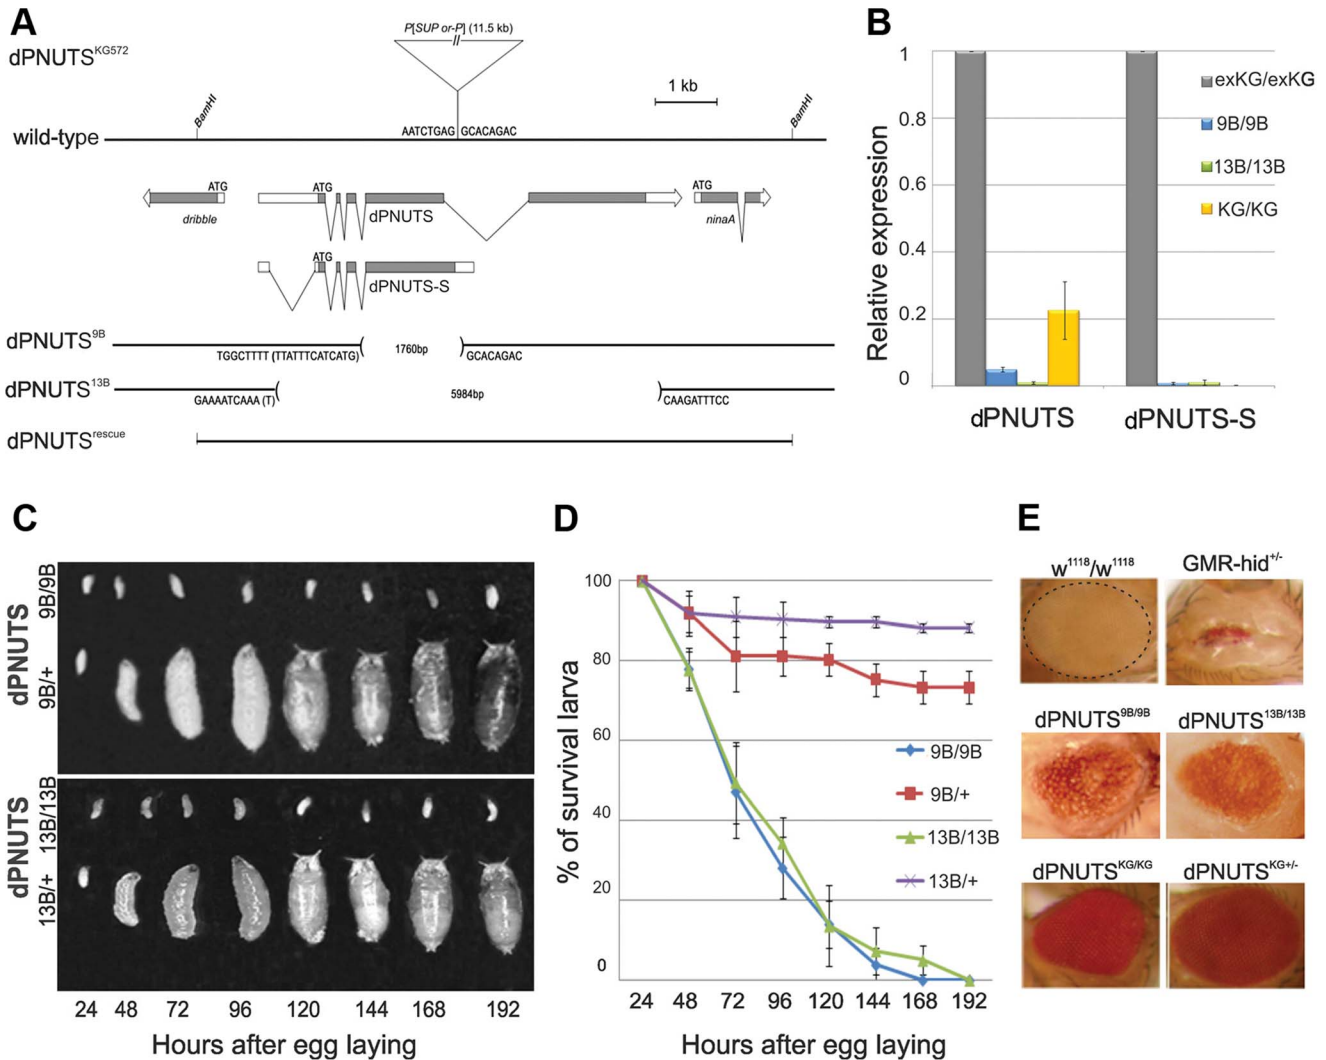 A
P[SUP or-P] (11.5 kb)
dPNUTS^KG572
BamHI
1 kb
BamHI
wild-type
AATCTGAG GCACAGAC
ATG
dribble
ATG
dPNUTS
ATG
ninaA
ATG
dPNUTS-S
dPNUTS^9B
TGGCTTTT (TTATTTCATCATG)
1760bp
GCACAGAC
dPNUTS^13B
GAAAATCAAA (T)
5984bp
CAAGATTTCC
dPNUTS^rescue
B
Relative expression
1
0.8
0.6
0.4
0.2
0
exKG/exKG
9B/9B
13B/13B
KG/KG
dPNUTS
dPNUTS-S
C
dPNUTS
9B/9B
9B/+
dPNUTS
13B/13B
13B/+
24 48 72 96 120 144 168 192
Hours after egg laying
D
% of survival larva
100
80
60
40
20
0
9B/9B
9B/+
13B/13B
13B/+
24 48 72 96 120 144 168 192
Hours after egg laying
E
w^1118/w^1118
GMR-hid^+/-
dPNUTS^9B/9B
dPNUTS^13B/13B
dPNUTS^KG/KG
dPNUTS^KG+/-